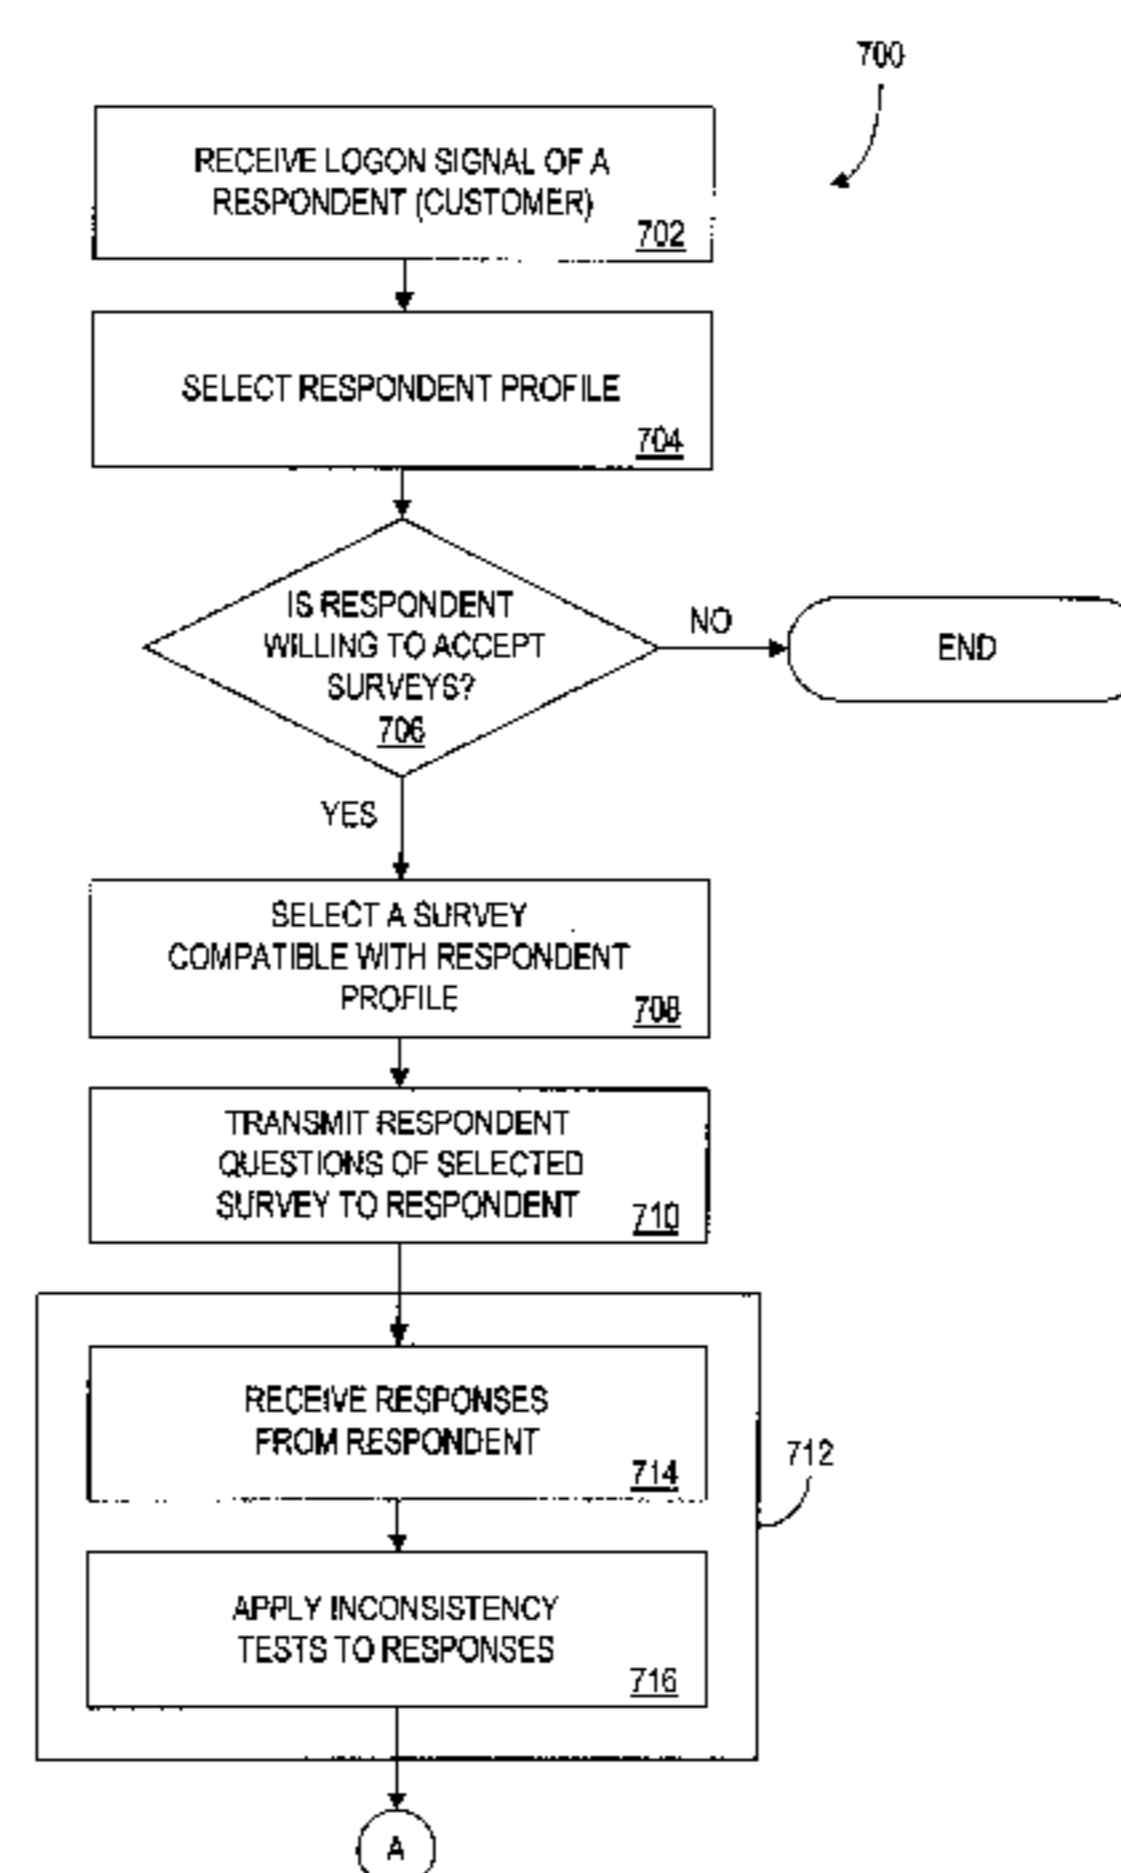 700
RECEIVE LOGON SIGNAL OF A
RESPONDENT (CUSTOMER)
702
SELECT RESPONDENT PROFILE
704
IS RESPONDENT
WILLING TO ACCEPT
SURVEYS?
706
NO
END
YES
SELECT A SURVEY
COMPATIBLE WITH RESPONDENT
PROFILE
708
TRANSMIT RESPONDENT
QUESTIONS OF SELECTED
SURVEY TO RESPONDENT
710
RECEIVE RESPONSES
FROM RESPONDENT
714
712
APPLY INCONSISTENCY
TESTS TO RESPONSES
716
A